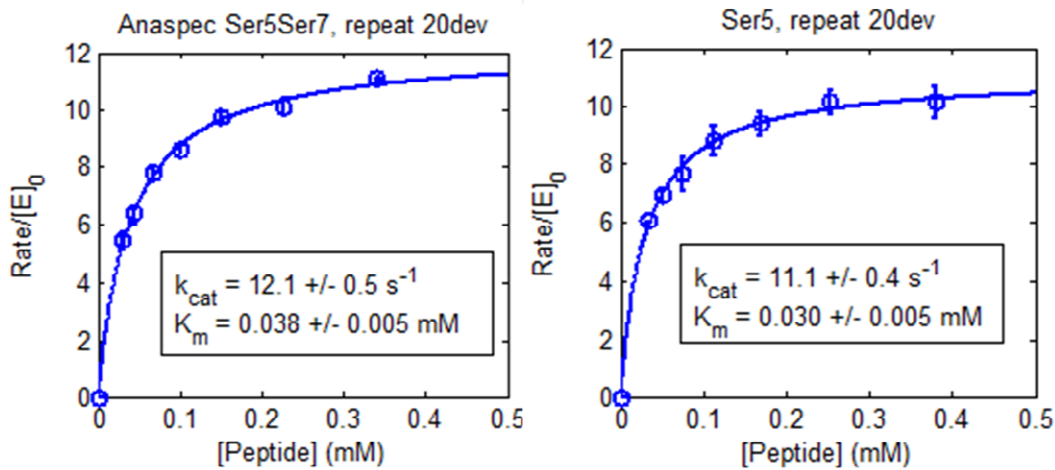 Anaspec Ser5Ser7, repeat 20dev
12
10
8
6
4
2
0
Rate/[E]0
kcat = 12.1 +/- 0.5 s-1
Km = 0.038 +/- 0.005 mM
0 0.1 0.2 0.3 0.4 0.5
[Peptide] (mM)
Ser5, repeat 20dev
12
10
8
6
4
2
0
Rate/[E]0
kcat = 11.1 +/- 0.4 s-1
Km = 0.030 +/- 0.005 mM
0 0.1 0.2 0.3 0.4 0.5
[Peptide] (mM)